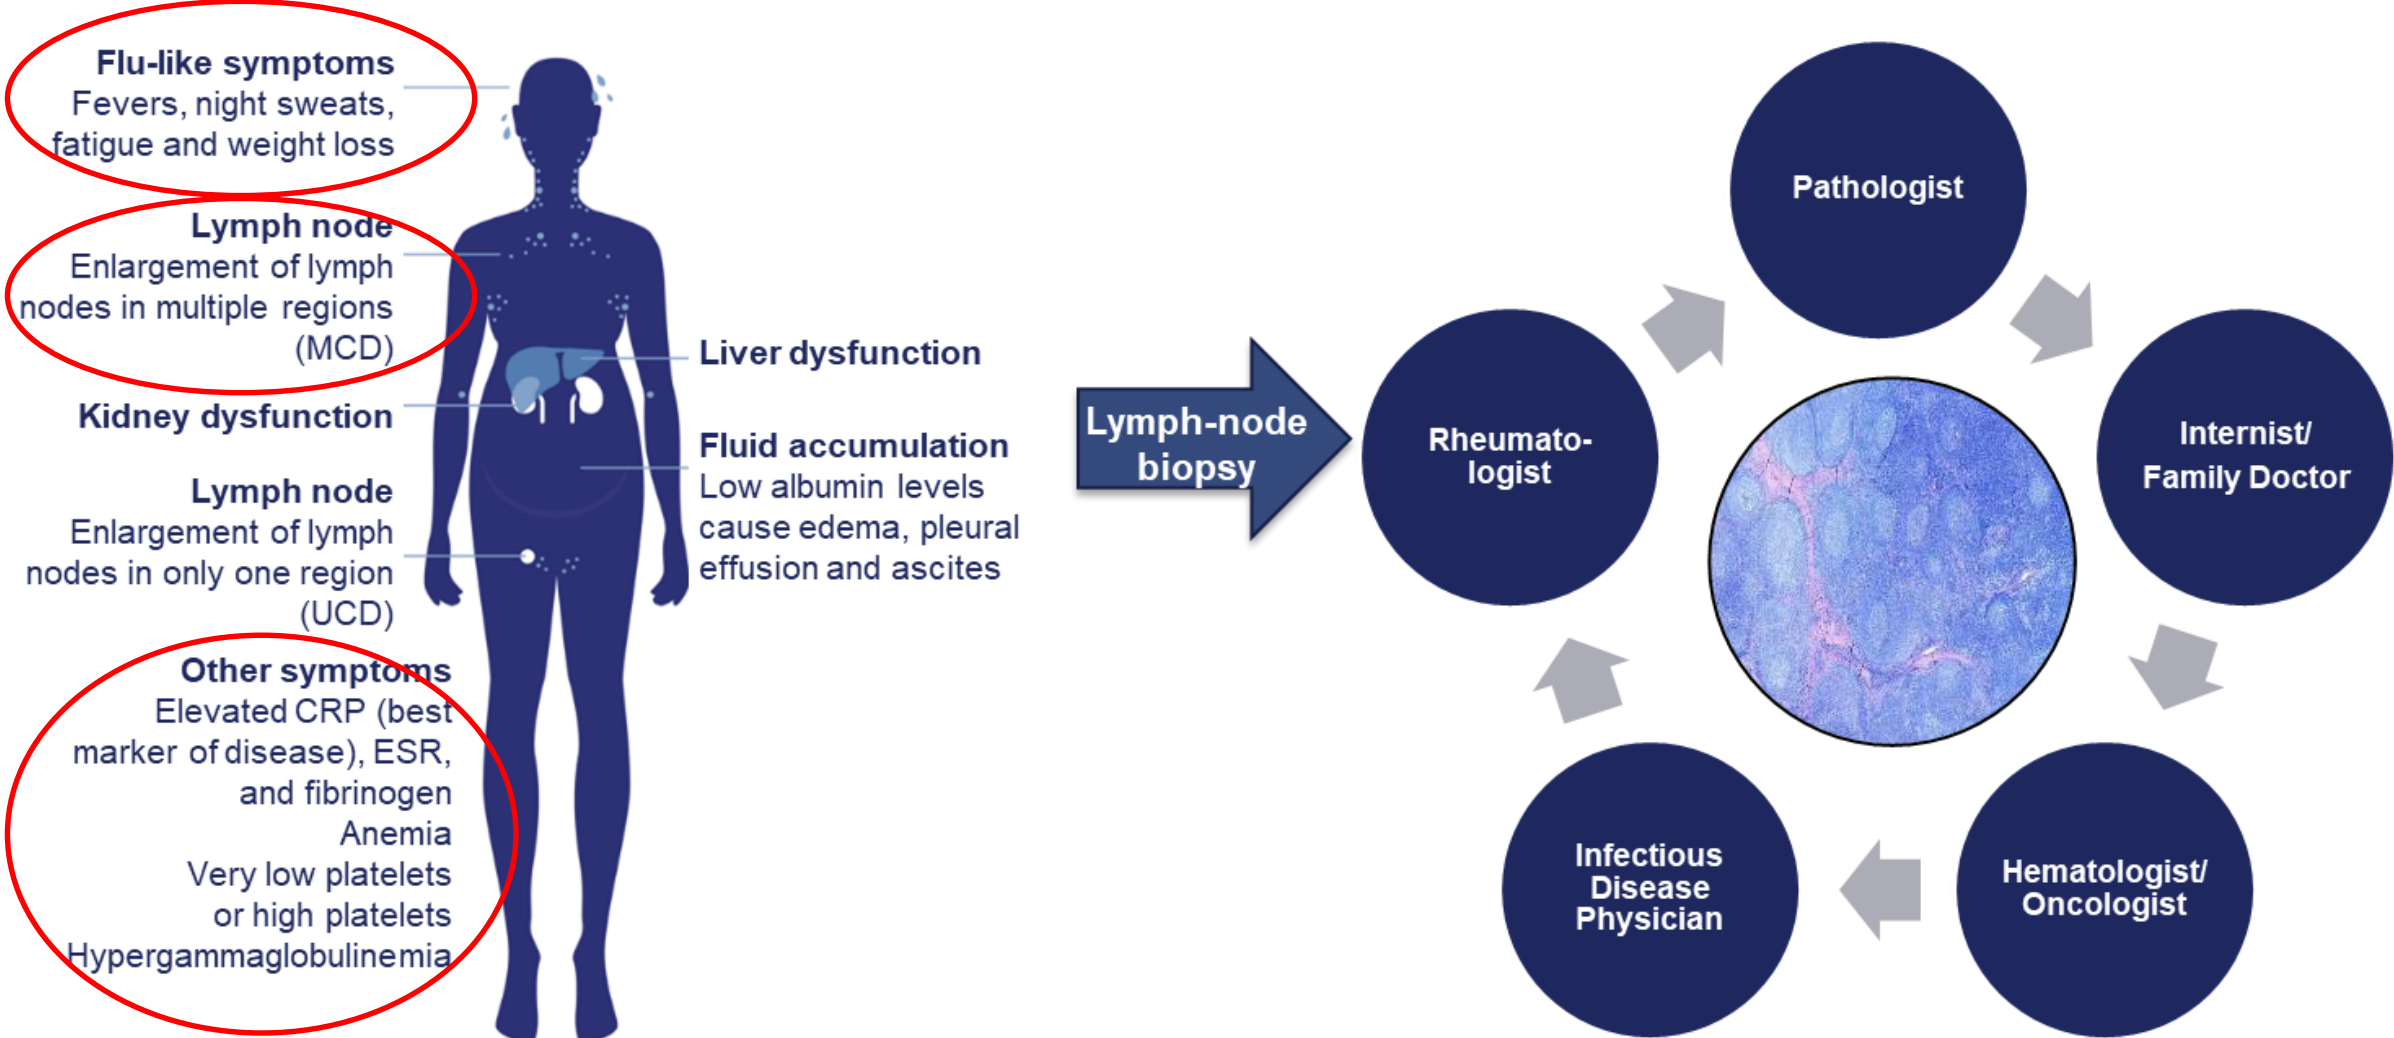 Flu-like symptoms
Fevers, night sweats,
fatigue and weight loss
Lymph node
Enlargement of lymph
nodes in multiple regions
(MCD)
Kidney dysfunction
Lymph node
Enlargement of lymph
nodes in only one region
(UCD)
Other symptoms
Elevated CRP (best
marker of disease), ESR,
and fibrinogen
Anemia
Very low platelets
or high platelets
Hypergammaglobulinemia
Liver dysfunction
Fluid accumulation
Low albumin levels
cause edema, pleural
effusion and ascites
Lymph-node
biopsy
Pathologist
Internist/
Family Doctor
Hematologist/
Oncologist
Infectious
Disease
Physician
Rheumato-
logist